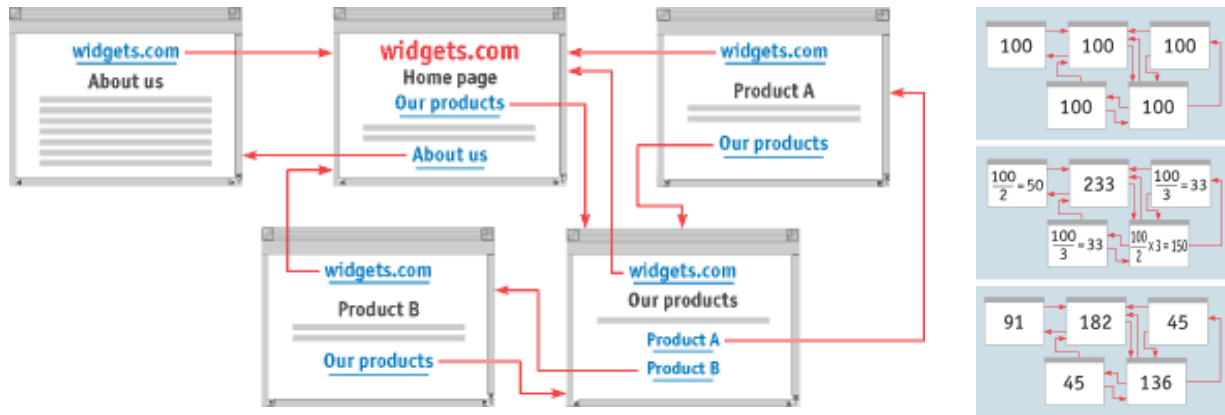 widgets.com
About us
widgets.com
Home page
Our products
About us
widgets.com
Product A
Our products
widgets.com
Product B
Our products
widgets.com
Our products
Product A
Product B
100
100
100
100
100
100/2 = 50
233
100/3 = 33
100/3 = 33
100/2 × 3 = 150
91
182
45
45
136